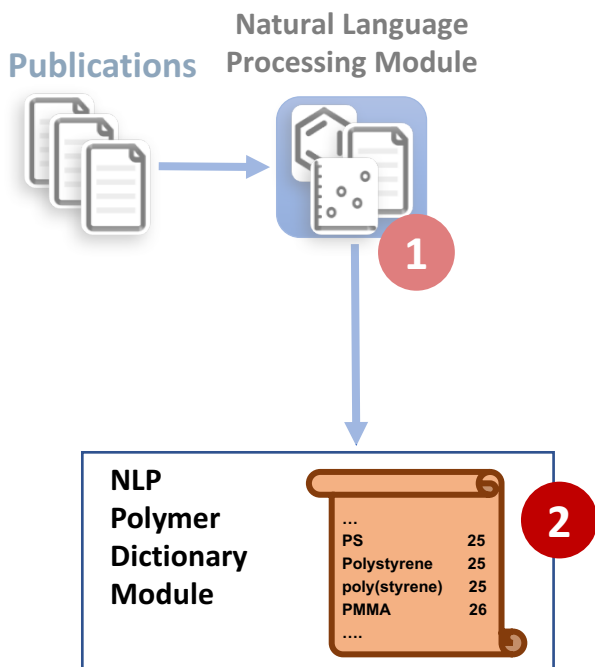 Natural Language
Publications
Processing Module
1
NLP
Polymer
Dictionary
Module
2
...
PS 25
Polystyrene 25
poly(styrene) 25
PMMA 26
....